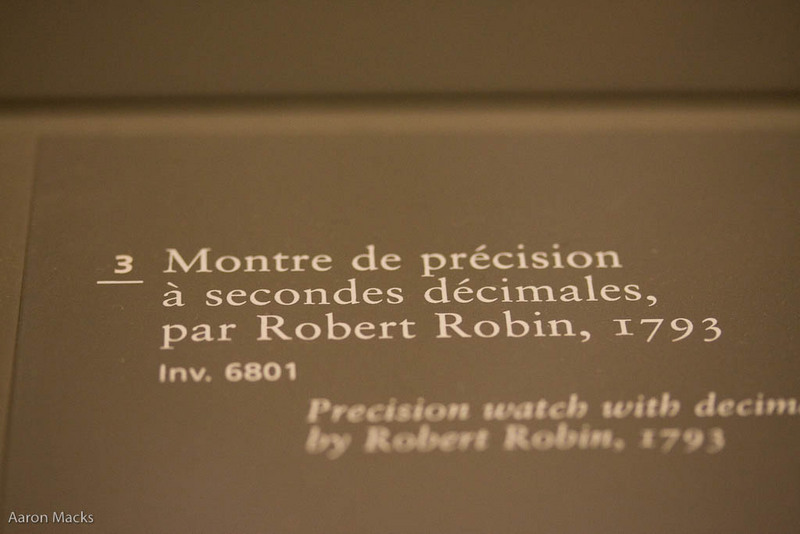 3 Montre de précision
à secondes décimales,
par Robert Robin, 1793
Inv. 6801
Precision watch with
by Robert Robin, 1793
Aaron Macks